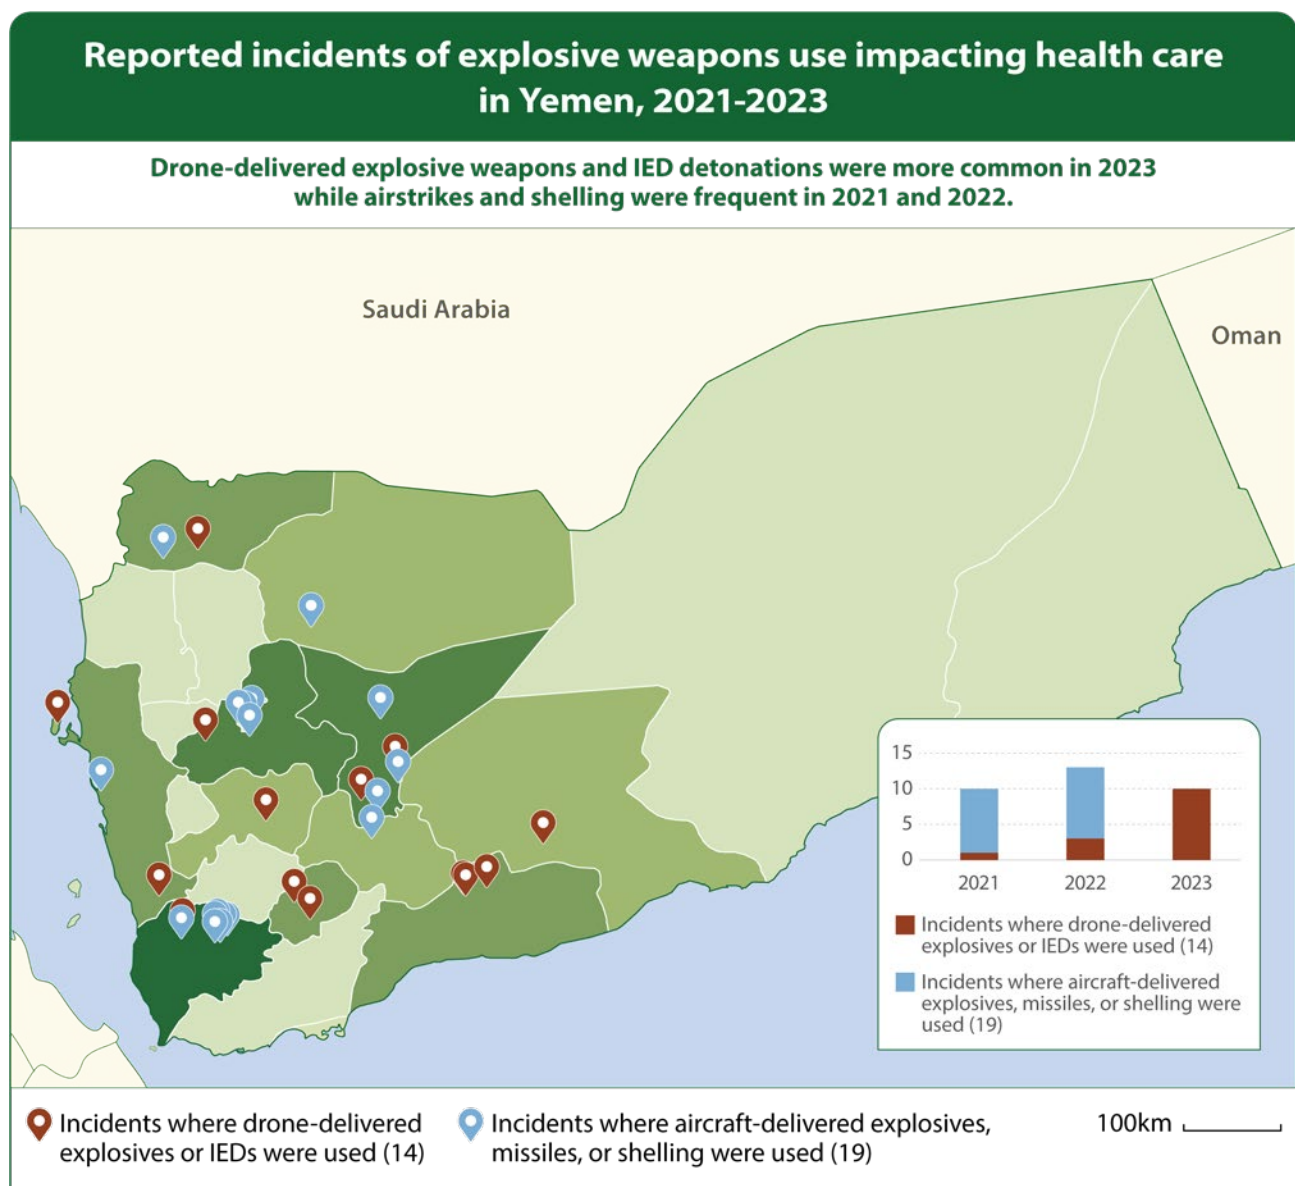 Reported incidents of explosive weapons use impacting health care
in Yemen, 2021-2023
Drone-delivered explosive weapons and IED detonations were more common in 2023
while airstrikes and shelling were frequent in 2021 and 2022.
Saudi Arabia
Oman
15
10
5
0
2021
2022
2023
Incidents where drone-delivered
explosives or IEDs were used (14)
Incidents where aircraft-delivered
explosives, missiles, or shelling were
used (19)
Incidents where drone-delivered
explosives or IEDs were used (14)
Incidents where aircraft-delivered explosives,
missiles, or shelling were used (19)
100km